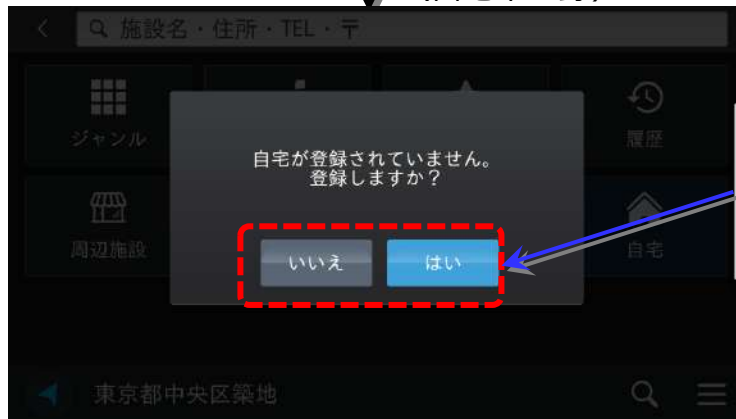 施設名・住所・TEL・〒
ジャンル
履歴
自宅が登録されていません。
登録しますか？
周辺施設
自宅
いいえ
はい
東京都中央区築地